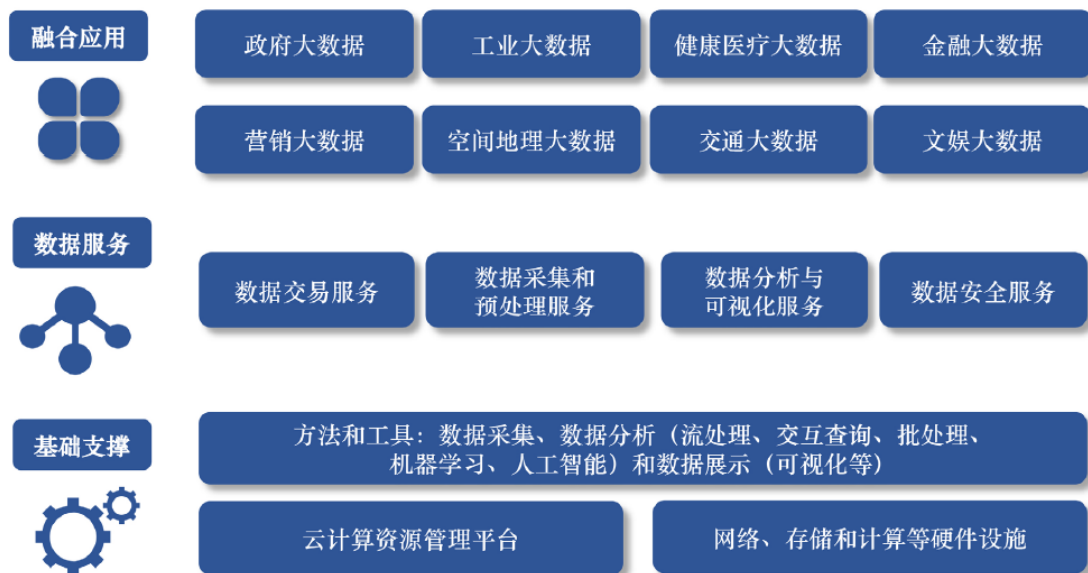 融合应用
政府大数据
工业大数据
健康医疗大数据
金融大数据
营销大数据
空间地理大数据
交通大数据
文娱大数据
数据服务
数据交易服务
数据采集和
预处理服务
数据分析与
可视化服务
数据安全服务
基础支撑
方法和工具：数据采集、数据分析（流处理、交互查询、批处理、
机器学习、人工智能）和数据展示（可视化等）
云计算资源管理平台
网络、存储和计算等硬件设施